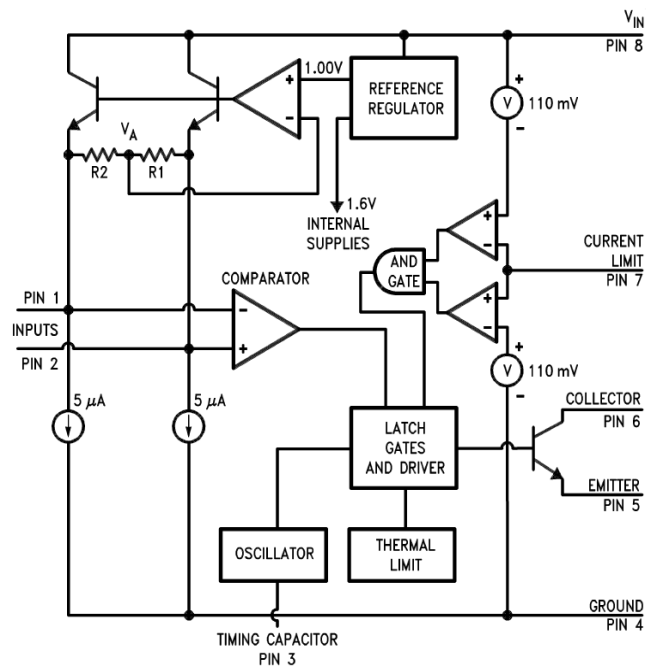 V_IN
PIN 8
1.00V
REFERENCE
REGULATOR
+
-
+
V
110 mV
-
V_A
R2
R1
1.6V
INTERNAL
SUPPLIES
AND
GATE
+
-
+
-
CURRENT
LIMIT
PIN 7
COMPARATOR
PIN 1
INPUTS
PIN 2
-
+
+
V
110 mV
-
5 μA
5 μA
COLLECTOR
PIN 6
LATCH
GATES
AND DRIVER
EMITTER
PIN 5
OSCILLATOR
THERMAL
LIMIT
GROUND
PIN 4
TIMING CAPACITOR
PIN 3